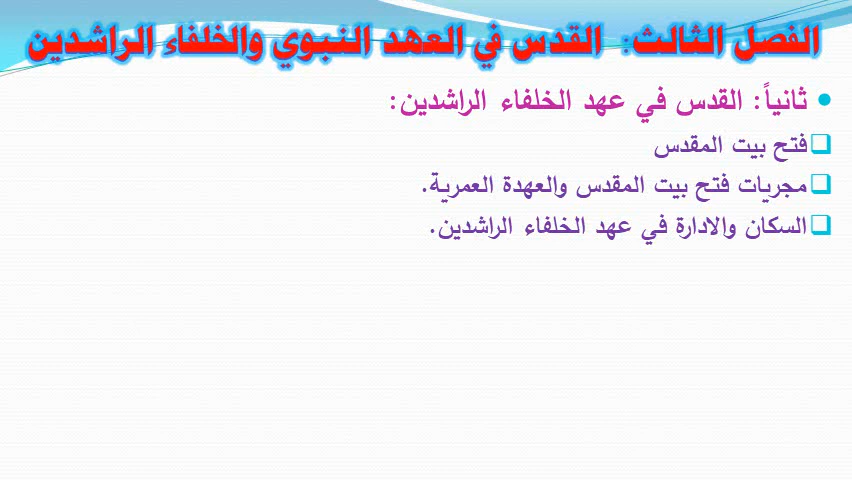 الفصل الثالث: القدس في العهد النبوي والخلفاء الراشدين
ثانياً: القدس في عهد الخلفاء الراشدين:
فتح بيت المقدس
مجريات فتح بيت المقدس والعهدة العمرية.
السكان والادارة في عهد الخلفاء الراشدين.